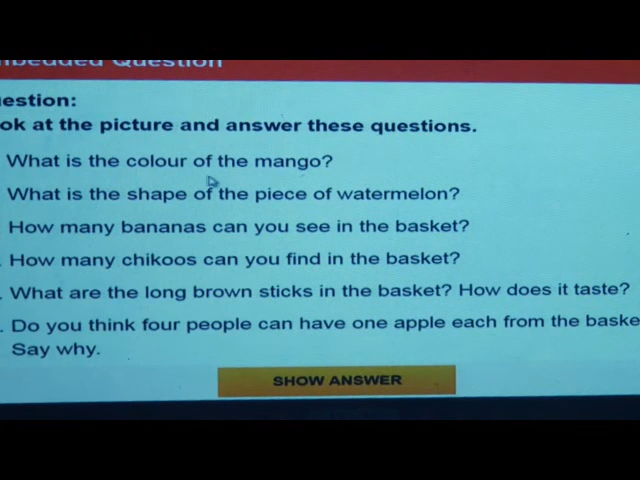 Embedded Question
estion:
ok at the picture and answer these questions.
What is the colour of the mango?
What is the shape of the piece of watermelon?
How many bananas can you see in the basket?
. How many chikoos can you find in the basket?
. What are the long brown sticks in the basket? How does it taste?
. Do you think four people can have one apple each from the baske
Say why.
SHOW ANSWER